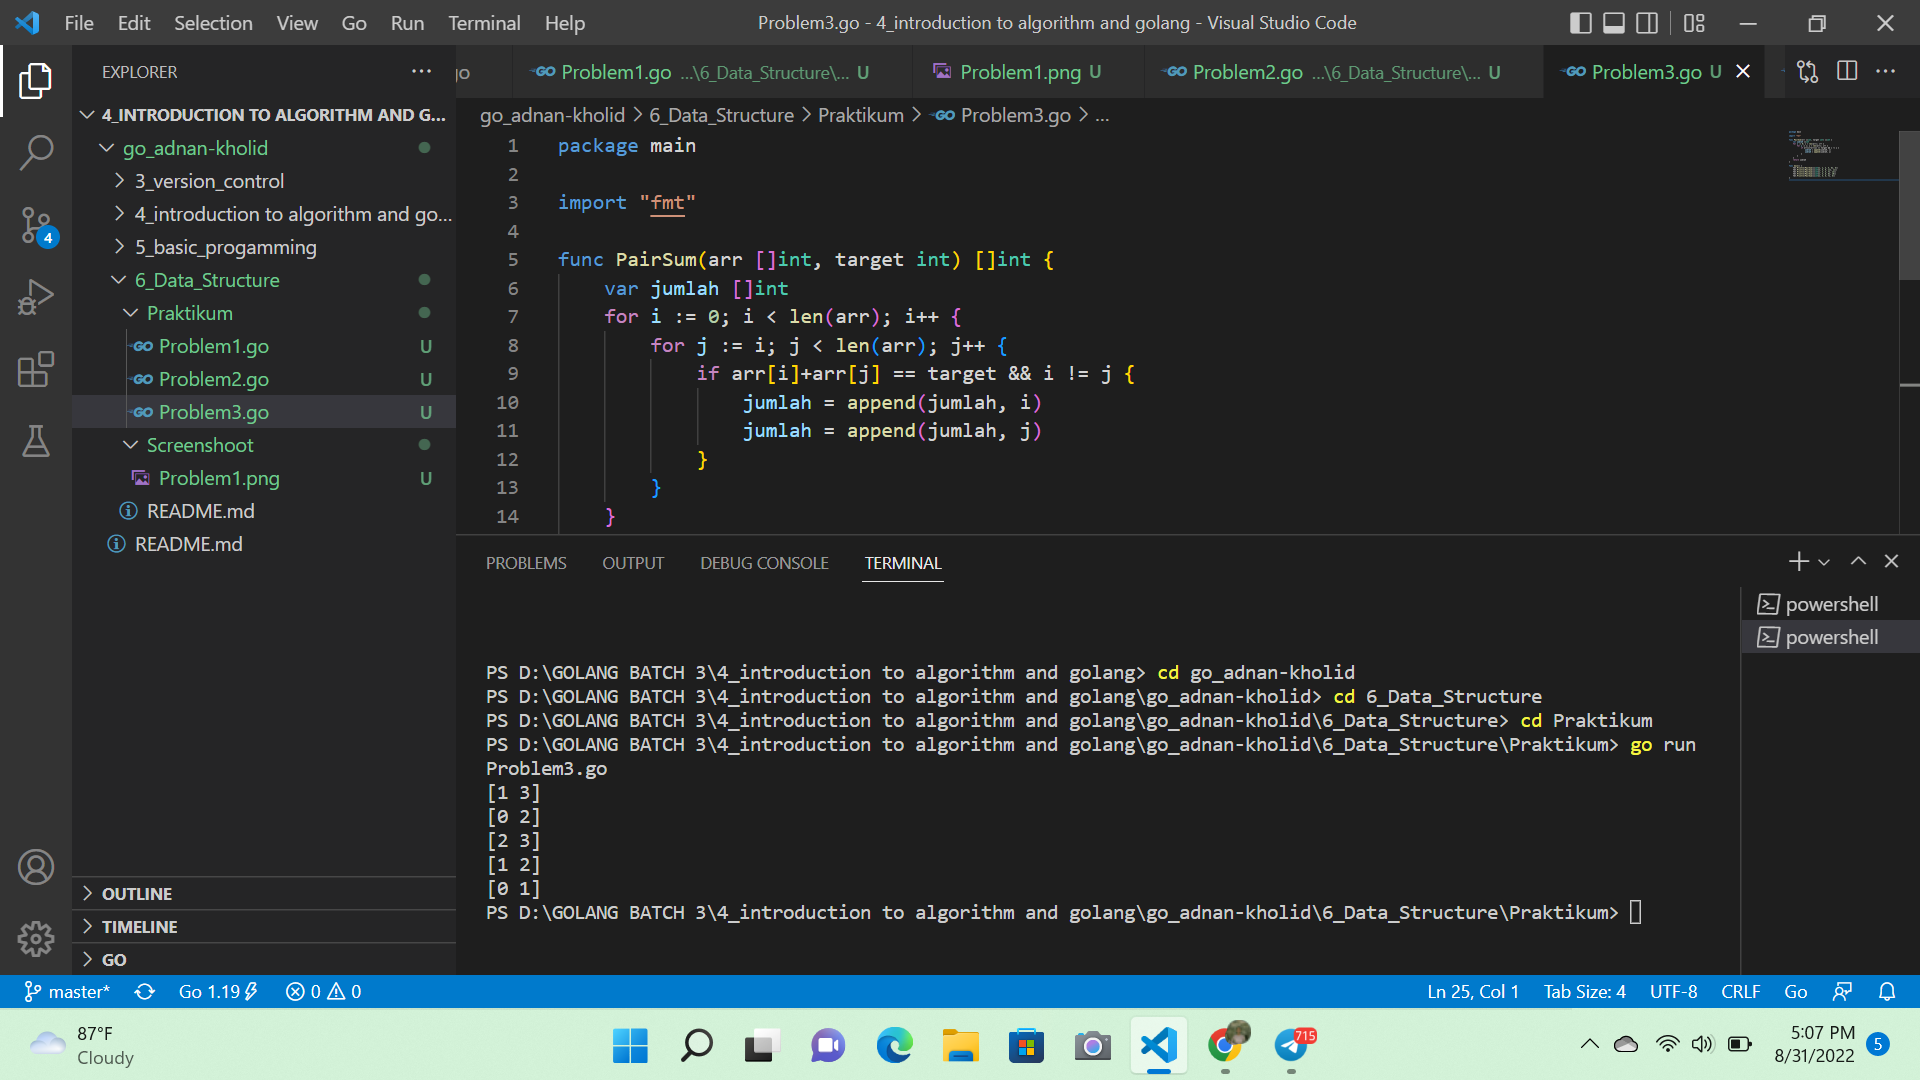 File Edit Selection View Go Run Terminal Help
Problem3.go - 4_introduction to algorithm and golang - Visual Studio Code
EXPLORER
4_INTRODUCTION TO ALGORITHM AND G...
go_adnan-kholid
3_version_control
4_introduction to algorithm and go...
5_basic_progamming
6_Data_Structure
Praktikum
GO Problem1.go U
GO Problem2.go U
GO Problem3.go U
Screenshoot
Problem1.png U
README.md
README.md
OUTLINE
TIMELINE
GO
4
go GO Problem1.go ...\6_Data_Structure\... U Problem1.png U GO Problem2.go ...\6_Data_Structure\... U GO Problem3.go U
go_adnan-kholid > 6_Data_Structure > Praktikum > GO Problem3.go > ...
1 package main
2
3 import "fmt"
4
5 func PairSum(arr []int, target int) []int {
6 var jumlah []int
7 for i := 0; i < len(arr); i++ {
8 for j := i; j < len(arr); j++ {
9 if arr[i]+arr[j] == target && i != j {
10 jumlah = append(jumlah, i)
11 jumlah = append(jumlah, j)
12 }
13 }
14 }
PROBLEMS OUTPUT DEBUG CONSOLE TERMINAL
powershell
powershell
PS D:\GOLANG BATCH 3\4_introduction to algorithm and golang> cd go_adnan-kholid
PS D:\GOLANG BATCH 3\4_introduction to algorithm and golang\go_adnan-kholid> cd 6_Data_Structure
PS D:\GOLANG BATCH 3\4_introduction to algorithm and golang\go_adnan-kholid\6_Data_Structure> cd Praktikum
PS D:\GOLANG BATCH 3\4_introduction to algorithm and golang\go_adnan-kholid\6_Data_Structure\Praktikum> go run
Problem3.go
[1 3]
[0 2]
[2 3]
[1 2]
[0 1]
PS D:\GOLANG BATCH 3\4_introduction to algorithm and golang\go_adnan-kholid\6_Data_Structure\Praktikum>
master* Go 1.19 0 0 Ln 25, Col 1 Tab Size: 4 UTF-8 CRLF Go
87°F
Cloudy
715
5:07 PM
8/31/2022
5